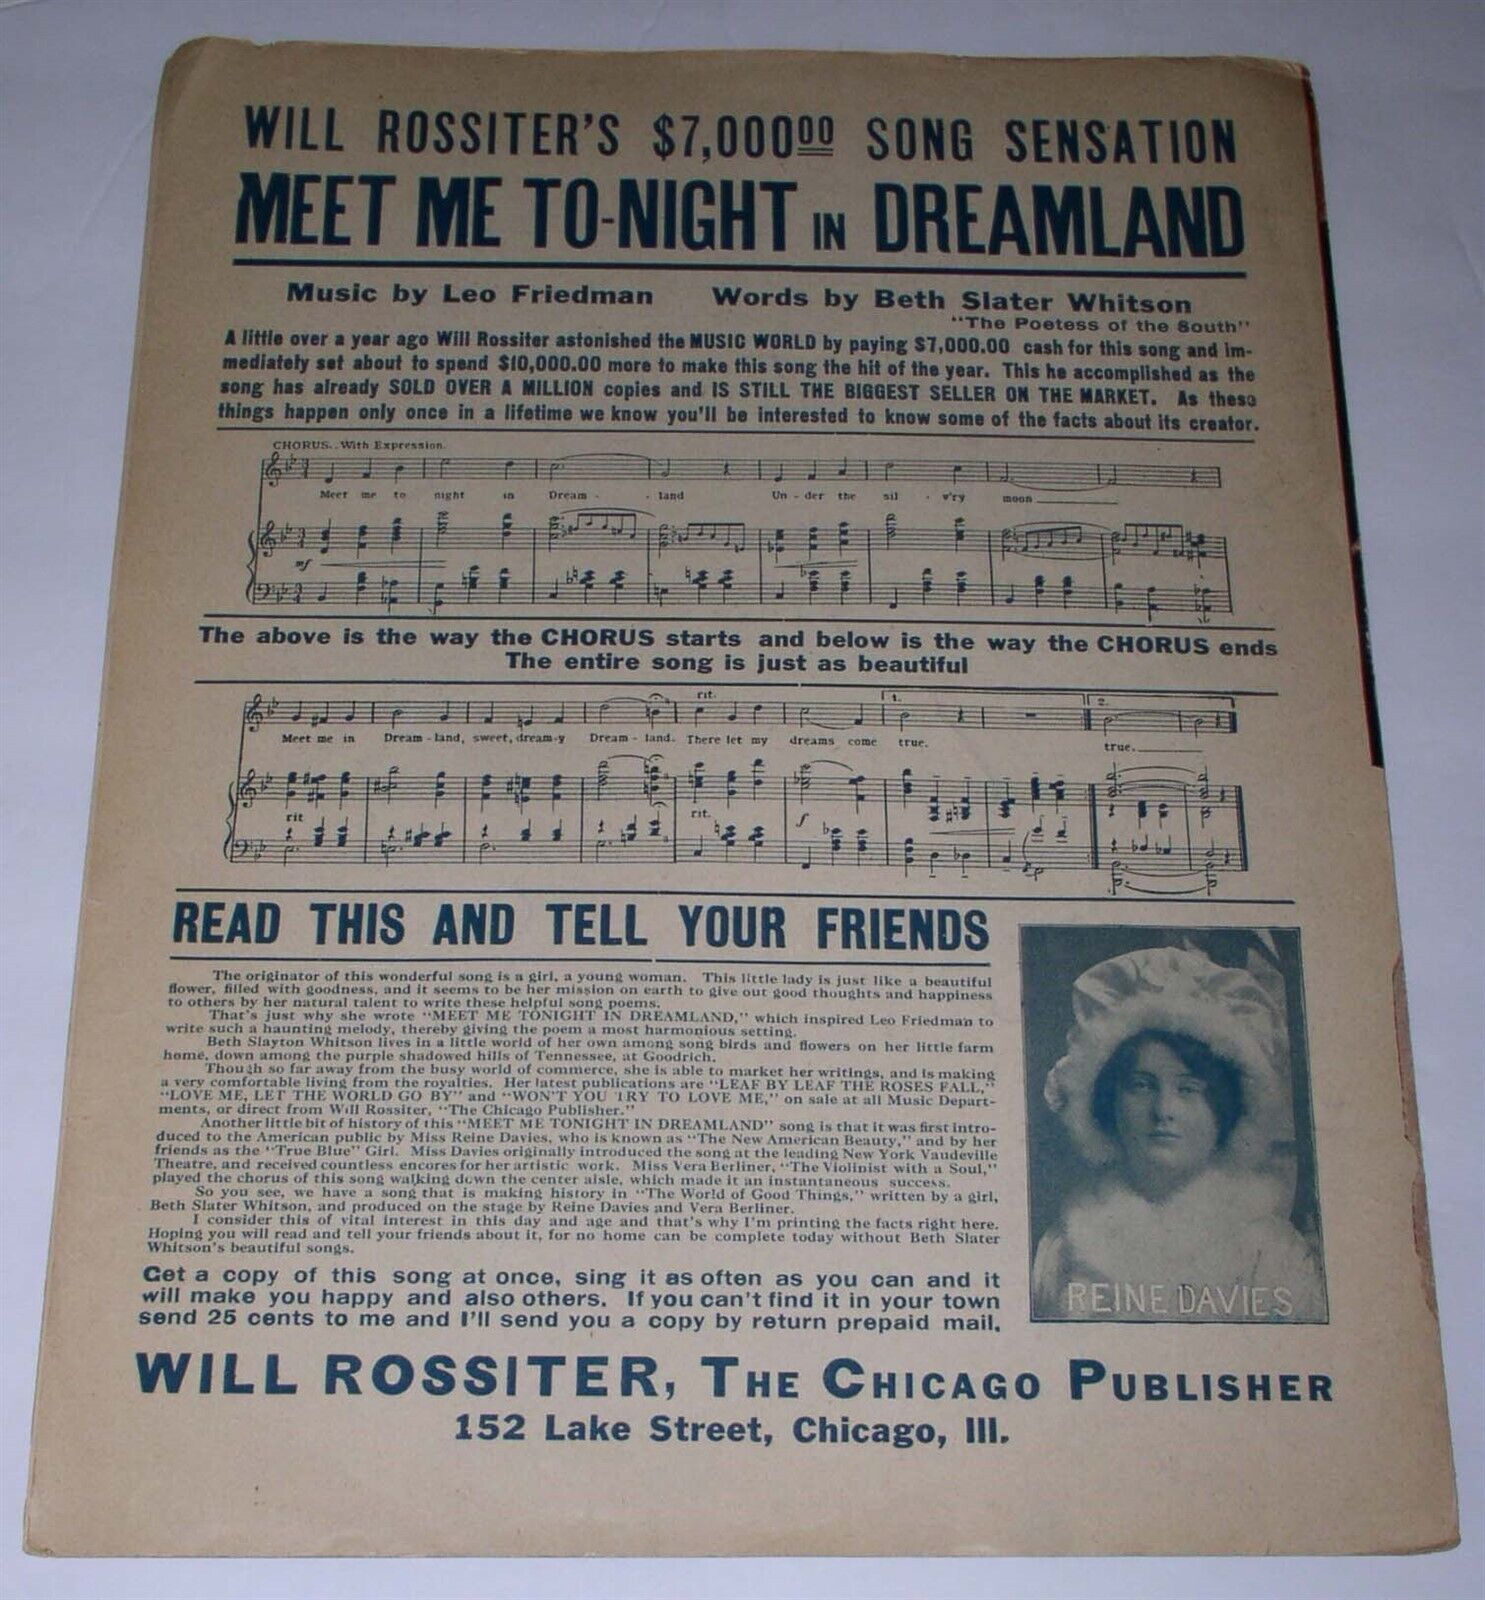 WILL ROSSITER'S $7,00000 SONG SENSATION
MEET ME TO-NIGHT IN DREAMLAND
Music by Leo Friedman Words by Beth Slater Whitson
"The Poetess of the South"
A little over a year ago Will Rossiter astonished the MUSIC WORLD by paying $7,000.00 cash for this song and im-
mediately set about to spend $10,000.00 more to make this song the hit of the year. This he accomplished as the
song has already SOLD OVER A MILLION copies and IS STILL THE BIGGEST SELLER ON THE MARKET. As these
things happen only once in a lifetime we know you'll be interested to know some of the facts about its creator.
CHORUS. With Expression.
Meet me to night in Dream - land Un - der the sil - v'ry moon
mf
The above is the way the CHORUS starts and below is the way the CHORUS ends
The entire song is just as beautiful
rit. 1. 2.
Meet me in Dream - land, sweet, dream-y Dream - land. There let my dreams come true. true.
rit rit. f
READ THIS AND TELL YOUR FRIENDS
The originator of this wonderful song is a girl, a young woman. This little lady is just like a beautiful
flower, filled with goodness, and it seems to be her mission on earth to give out good thoughts and happiness
to others by her natural talent to write these helpful song poems.
That's just why she wrote "MEET ME TONIGHT IN DREAMLAND," which inspired Leo Friedman to
write such a haunting melody, thereby giving the poem a most harmonious setting.
Beth Slayton Whitson lives in a little world of her own among song birds and flowers on her little farm
home, down among the purple shadowed hills of Tennessee, at Goodrich.
Though so far away from the busy world of commerce, she is able to market her writings, and is making
a very comfortable living from the royalties. Her latest publications are "LEAF BY LEAF THE ROSES FALL,"
"LOVE ME, LET THE WORLD GO BY" and "WON'T YOU TRY TO LOVE ME," on sale at all Music Depart-
ments, or direct from Will Rossiter, "The Chicago Publisher."
Another little bit of history of this "MEET ME TONIGHT IN DREAMLAND" song is that it was first intro-
duced to the American public by Miss Reine Davies, who is known as "The New American Beauty," and by her
friends as the "True Blue" Girl. Miss Davies originally introduced the song at the leading New York Vaudeville
Theatre, and received countless encores for her artistic work. Miss Vera Berliner, "The Violinist with a Soul,"
played the chorus of this song walking down the center aisle, which made it an instantaneous success.
So you see, we have a song that is making history in "The World of Good Things," written by a girl,
Beth Slater Whitson, and produced on the stage by Reine Davies and Vera Berliner.
I consider this of vital interest in this day and age and that's why I'm printing the facts right here.
Hoping you will read and tell your friends about it, for no home can be complete today without Beth Slater
Whitson's beautiful songs.
Get a copy of this song at once, sing it as often as you can and it
will make you happy and also others. If you can't find it in your town
send 25 cents to me and I'll send you a copy by return prepaid mail.
REINE DAVIES
WILL ROSSITER, THE CHICAGO PUBLISHER
152 Lake Street, Chicago, Ill.